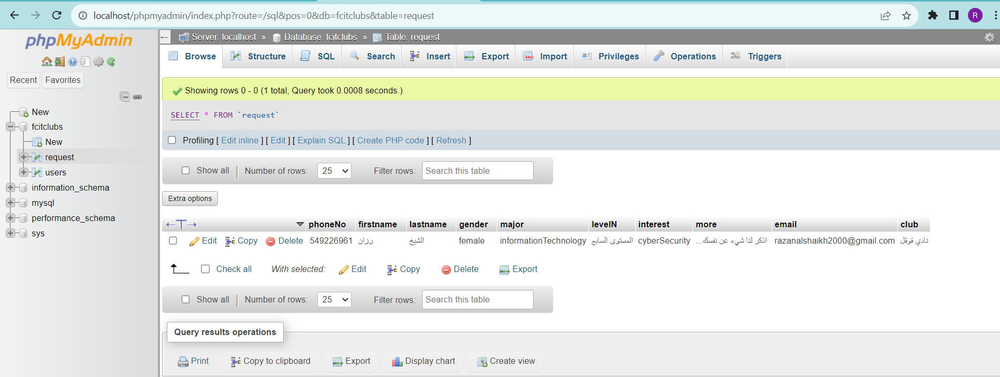 localhost/phpmyadmin/index.php?route=/sql&pos=0&db=fcitclubs&table=request
R
phpMyAdmin
Recent Favorites
New
fcitclubs
New
request
users
information_schema
mysql
performance_schema
sys
Server: localhost » Database: fcitclubs » Table: request
Browse Structure SQL Search Insert Export Import Privileges Operations Triggers
Showing rows 0 - 0 (1 total, Query took 0.0008 seconds.)
SELECT * FROM `request`
Profiling [ Edit inline ] [ Edit ] [ Explain SQL ] [ Create PHP code ] [ Refresh ]
Show all Number of rows: 25 Filter rows: Search this table
Extra options
phoneNo firstname lastname gender major levelN interest more email club
Edit Copy Delete 549226961 رزان الشيخ female informationTechnology المستوى السابع cyberSecurity اذكر لنا شيء عن نفسك... razanalshaikh2000@gmail.com نادي قوقل
Check all With selected: Edit Copy Delete Export
Show all Number of rows: 25 Filter rows: Search this table
Query results operations
Print Copy to clipboard Export Display chart Create view